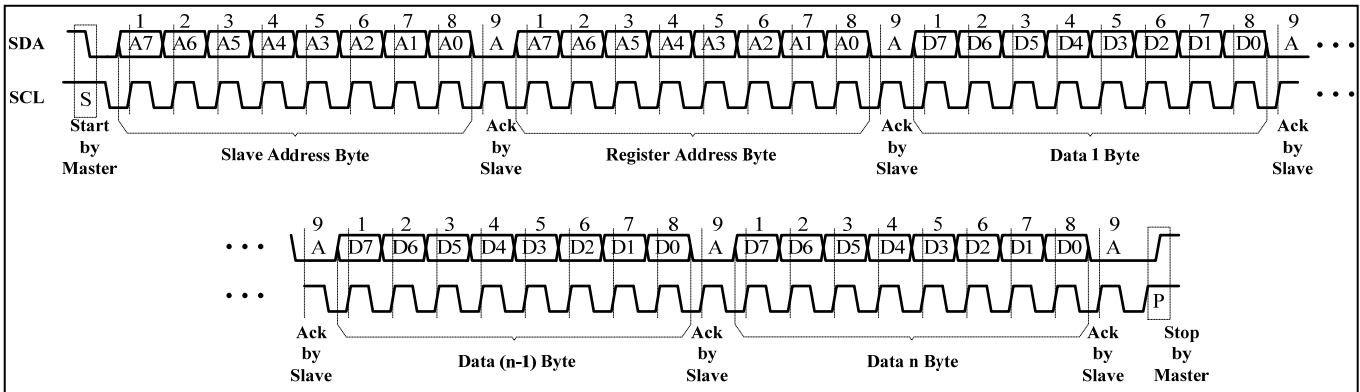 1 2 3 4 5 6 7 8 9 1 2 3 4 5 6 7 8 9 1 2 3 4 5 6 7 8 9
SDA A7 A6 A5 A4 A3 A2 A1 A0 A A7 A6 A5 A4 A3 A2 A1 A0 A D7 D6 D5 D4 D3 D2 D1 D0 A • • •
SCL S • • •
Start by Master
Slave Address Byte
Ack by Slave
Register Address Byte
Ack by Slave
Data 1 Byte
Ack by Slave
9 1 2 3 4 5 6 7 8 9 1 2 3 4 5 6 7 8 9
• • • A D7 D6 D5 D4 D3 D2 D1 D0 A D7 D6 D5 D4 D3 D2 D1 D0 A
• • • P
Ack by Slave
Data (n-1) Byte
Ack by Slave
Data n Byte
Ack by Slave
Stop by Master